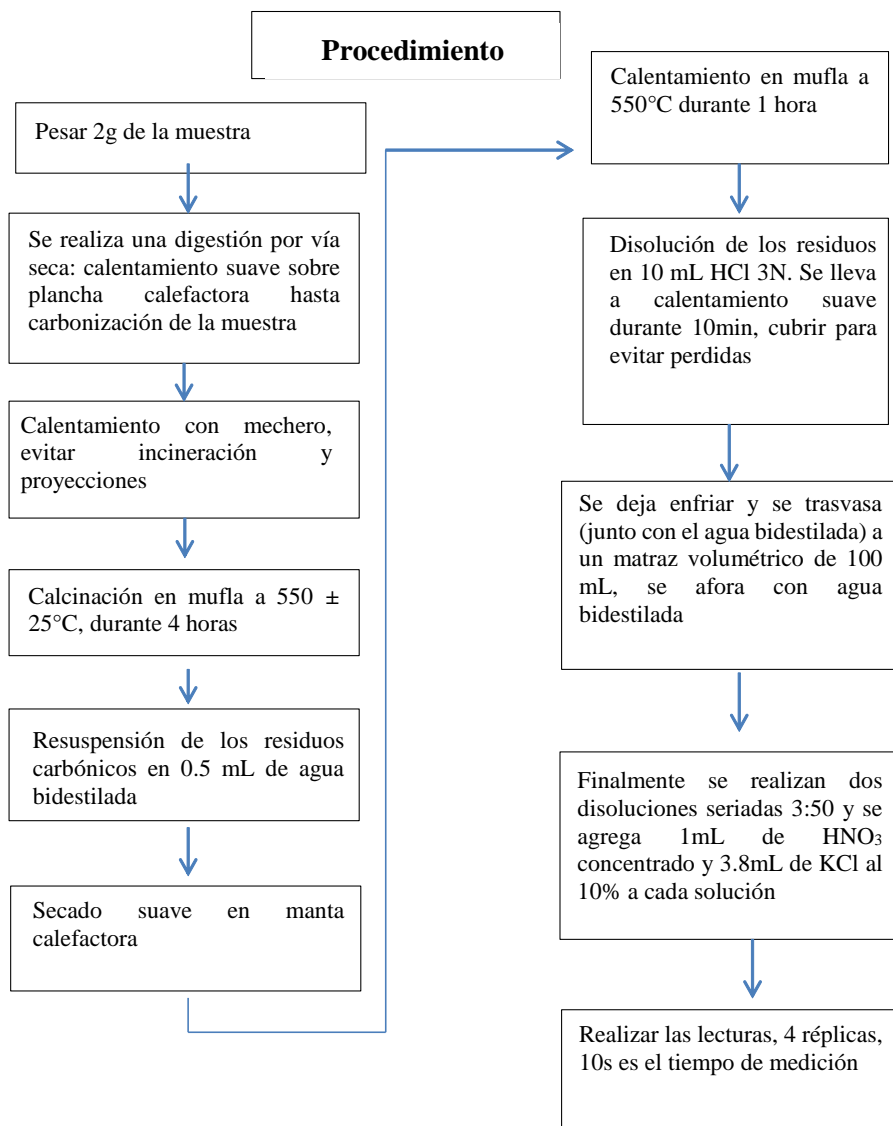 Procedimiento
Pesar 2g de la muestra
Se realiza una digestión por vía
seca: calentamiento suave sobre
plancha calefactora hasta
carbonización de la muestra
Calentamiento con mechero,
evitar incineración y
proyecciones
Calcinación en mufla a 550 ±
25°C, durante 4 horas
Resuspensión de los residuos
carbónicos en 0.5 mL de agua
bidestilada
Secado suave en manta
calefactora
Calentamiento en mufla a
550°C durante 1 hora
Disolución de los residuos
en 10 mL HCl 3N. Se lleva
a calentamiento suave
durante 10min, cubrir para
evitar perdidas
Se deja enfriar y se trasvasa
(junto con el agua bidestilada) a
un matraz volumétrico de 100
mL, se afora con agua
bidestilada
Finalmente se realizan dos
disoluciones seriadas 3:50 y se
agrega 1mL de HNO₃
concentrado y 3.8mL de KCl al
10% a cada solución
Realizar las lecturas, 4 réplicas,
10s es el tiempo de medición